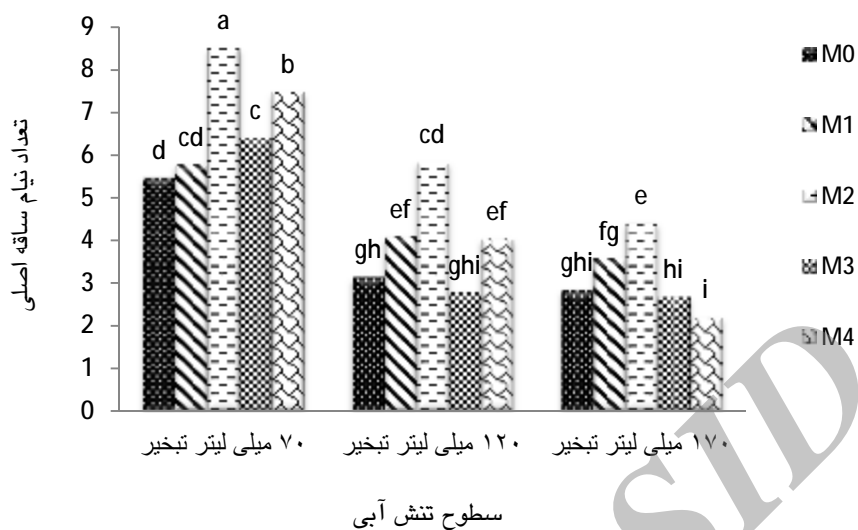 تعداد نیام ساقه اصلی
9
8
7
6
5
4
3
2
1
0
d cd a c b
gh ef cd ghi ef
ghi fg e hi i
۷۰ میلی لیتر تبخیر
۱۲۰ میلی لیتر تبخیر
۱۷۰ میلی لیتر تبخیر
سطوح تنش آبی
M0
M1
M2
M3
M4
SID